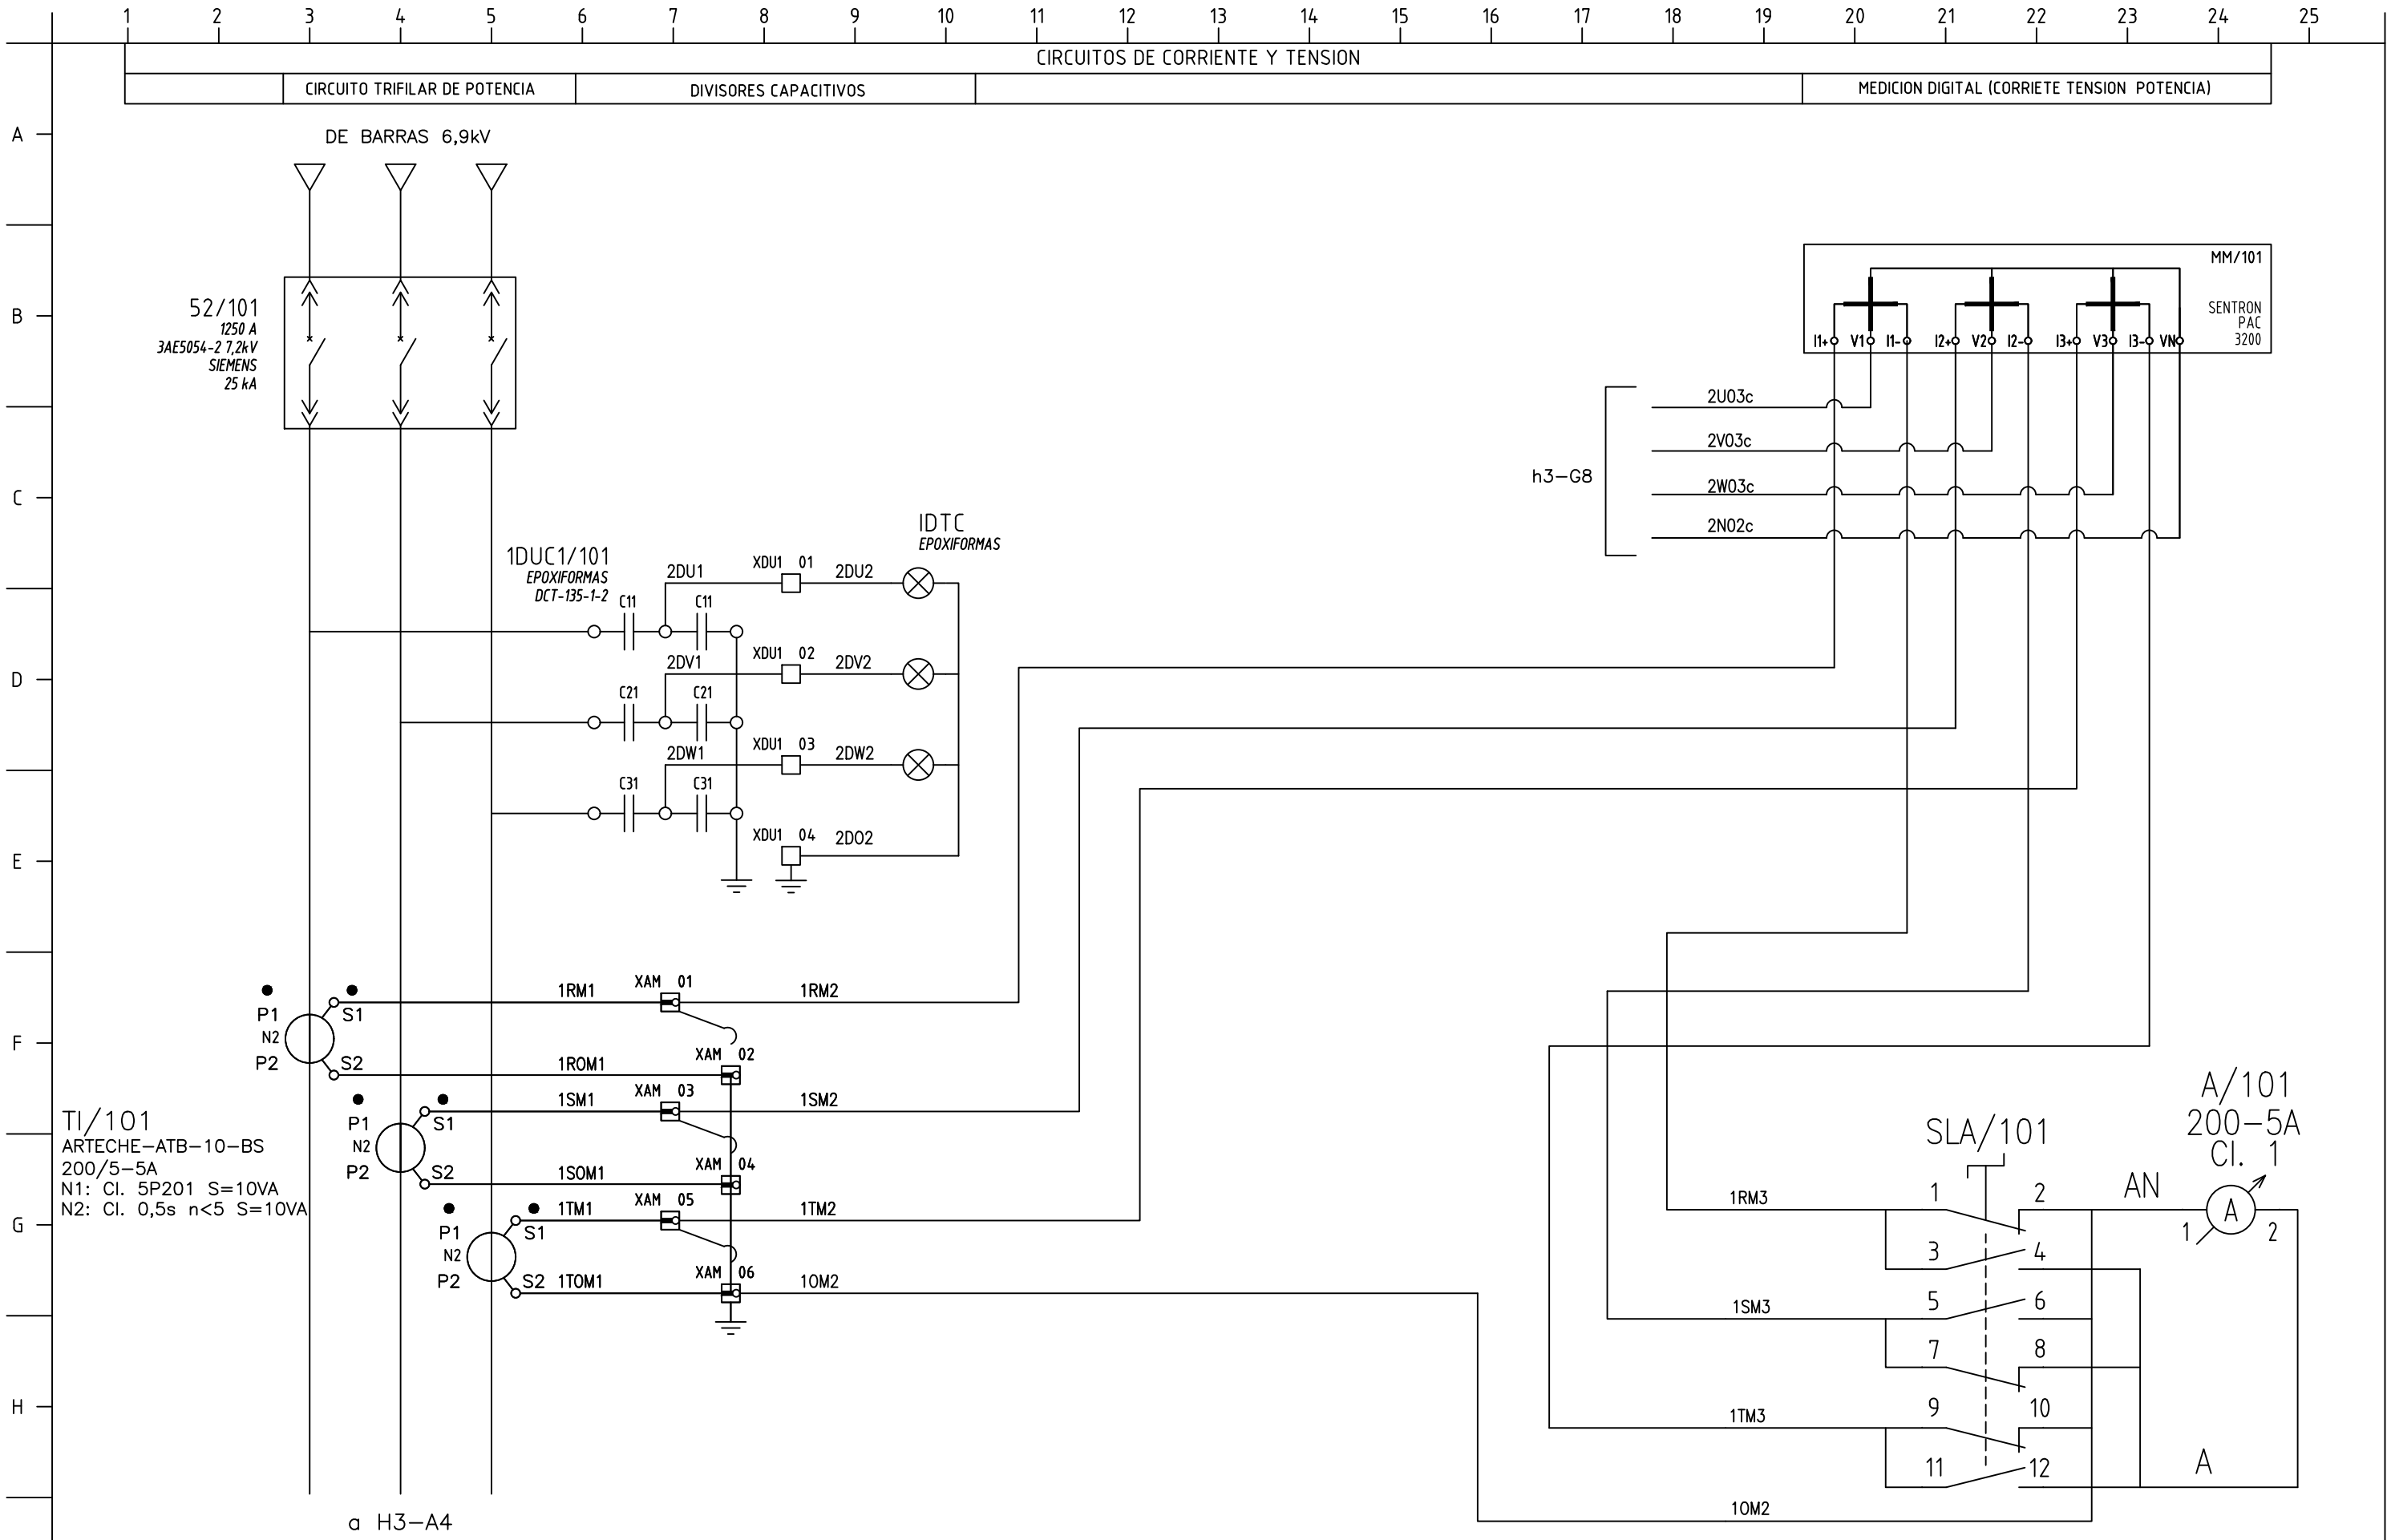 1 2 3 4 5 6 7 8 9 10 11 12 13 14 15 16 17 18 19 20 21 22 23 24 25
CIRCUITOS DE CORRIENTE Y TENSION
CIRCUITO TRIFILAR DE POTENCIA
DIVISORES CAPACITIVOS
MEDICION DIGITAL (CORRIETE TENSION POTENCIA)
A
B
C
D
E
F
G
H
DE BARRAS 6,9kV
52/101
1250 A
3AE5054-2 7,2kV
SIEMENS
25 kA
MM/101
SENTRON
PAC
3200
I1+ V1 I1- I2+ V2 I2- I3+ V3 I3- VN
2U03c
2V03c
2W03c
2N02c
h3-G8
1DUC1/101
EPOXIFORMAS
DCT-135-1-2
IDTC
EPOXIFORMAS
2DU1
XDU1 01
2DU2
C11 C11
2DV1
XDU1 02
2DV2
C21 C21
2DW1
XDU1 03
2DW2
C31 C31
XDU1 04
2D02
1RM1
XAM 01
1RM2
P1 S1
N2
P2 S2
1ROM1
XAM 02
1SM1
XAM 03
1SM2
P1 S1
N2
P2 S2
1SOM1
XAM 04
1TM1
XAM 05
1TM2
P1 S1
N2
P2 S2
1TOM1
XAM 06
1OM2
TI/101
ARTECHE-ATB-10-BS
200/5-5A
N1: Cl. 5P201 S=10VA
N2: Cl. 0,5s n<5 S=10VA
a H3-A4
SLA/101
A/101
200-5A
Cl. 1
1RM3
1 2
AN
A
1 2
3 4
1SM3
5 6
7 8
1TM3
9 10
11 12
A
1OM2